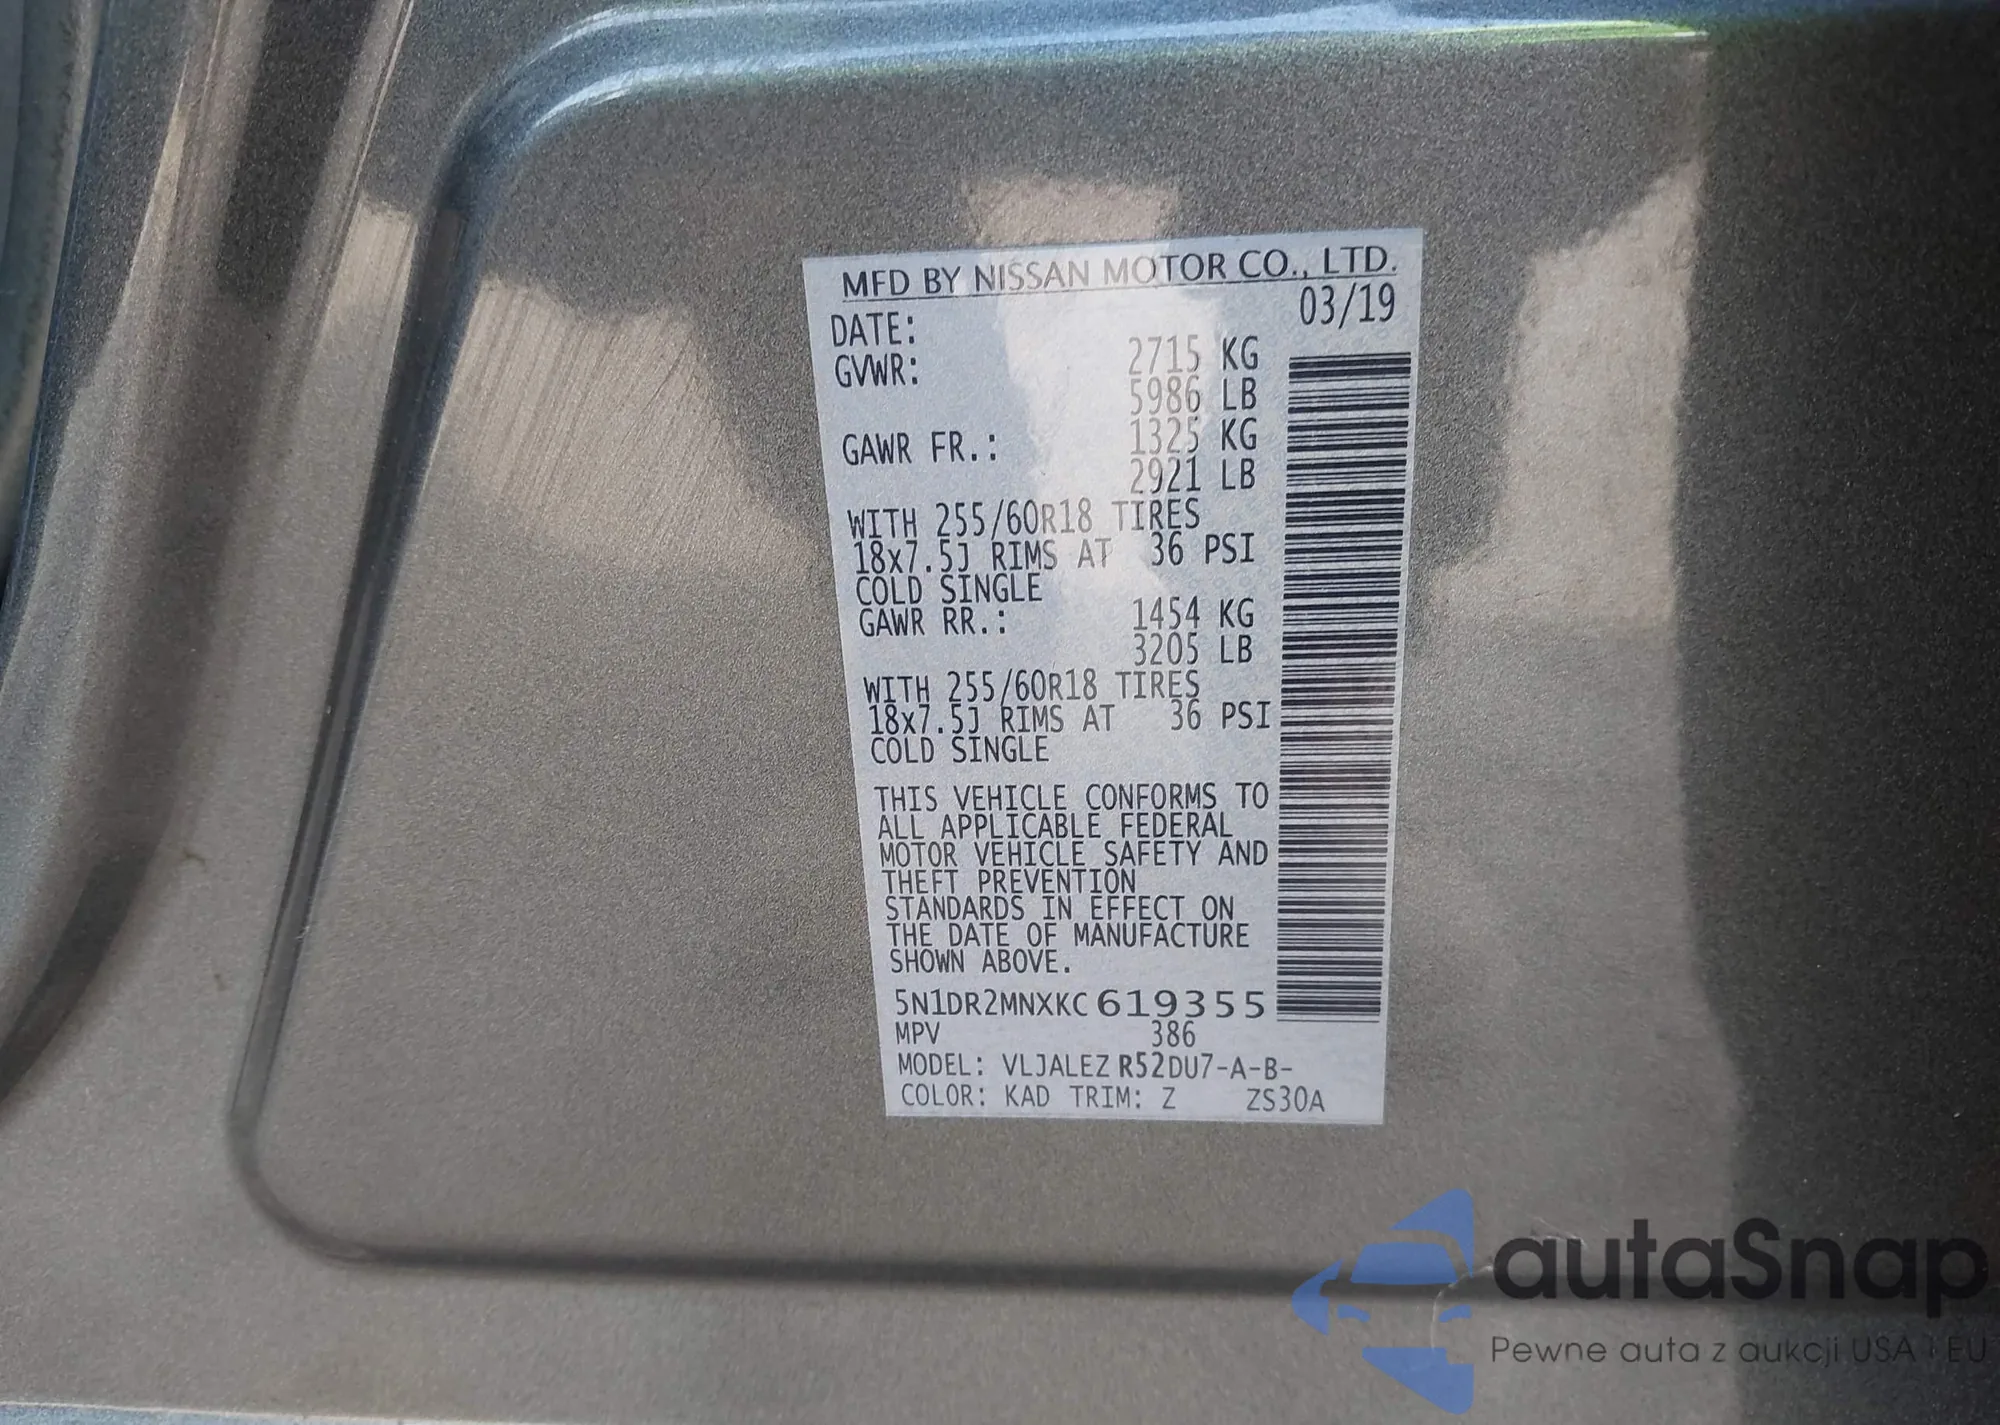 MFD BY NISSAN MOTOR CO., LTD.
DATE: 03/19
GVWR: 2715 KG
5986 LB
GAWR FR.: 1325 KG
2921 LB
WITH 255/60R18 TIRES
18x7.5J RIMS AT 36 PSI
COLD SINGLE
GAWR RR.: 1454 KG
3205 LB
WITH 255/60R18 TIRES
18x7.5J RIMS AT 36 PSI
COLD SINGLE
THIS VEHICLE CONFORMS TO
ALL APPLICABLE FEDERAL
MOTOR VEHICLE SAFETY AND
THEFT PREVENTION
STANDARDS IN EFFECT ON
THE DATE OF MANUFACTURE
SHOWN ABOVE.
5N1DR2MNXKC619355
MPV 386
MODEL: VLJALEZ R52DU7-A-B-
COLOR: KAD TRIM: Z ZS30A
autaSnap
Pewne auta z aukcji USA i EU